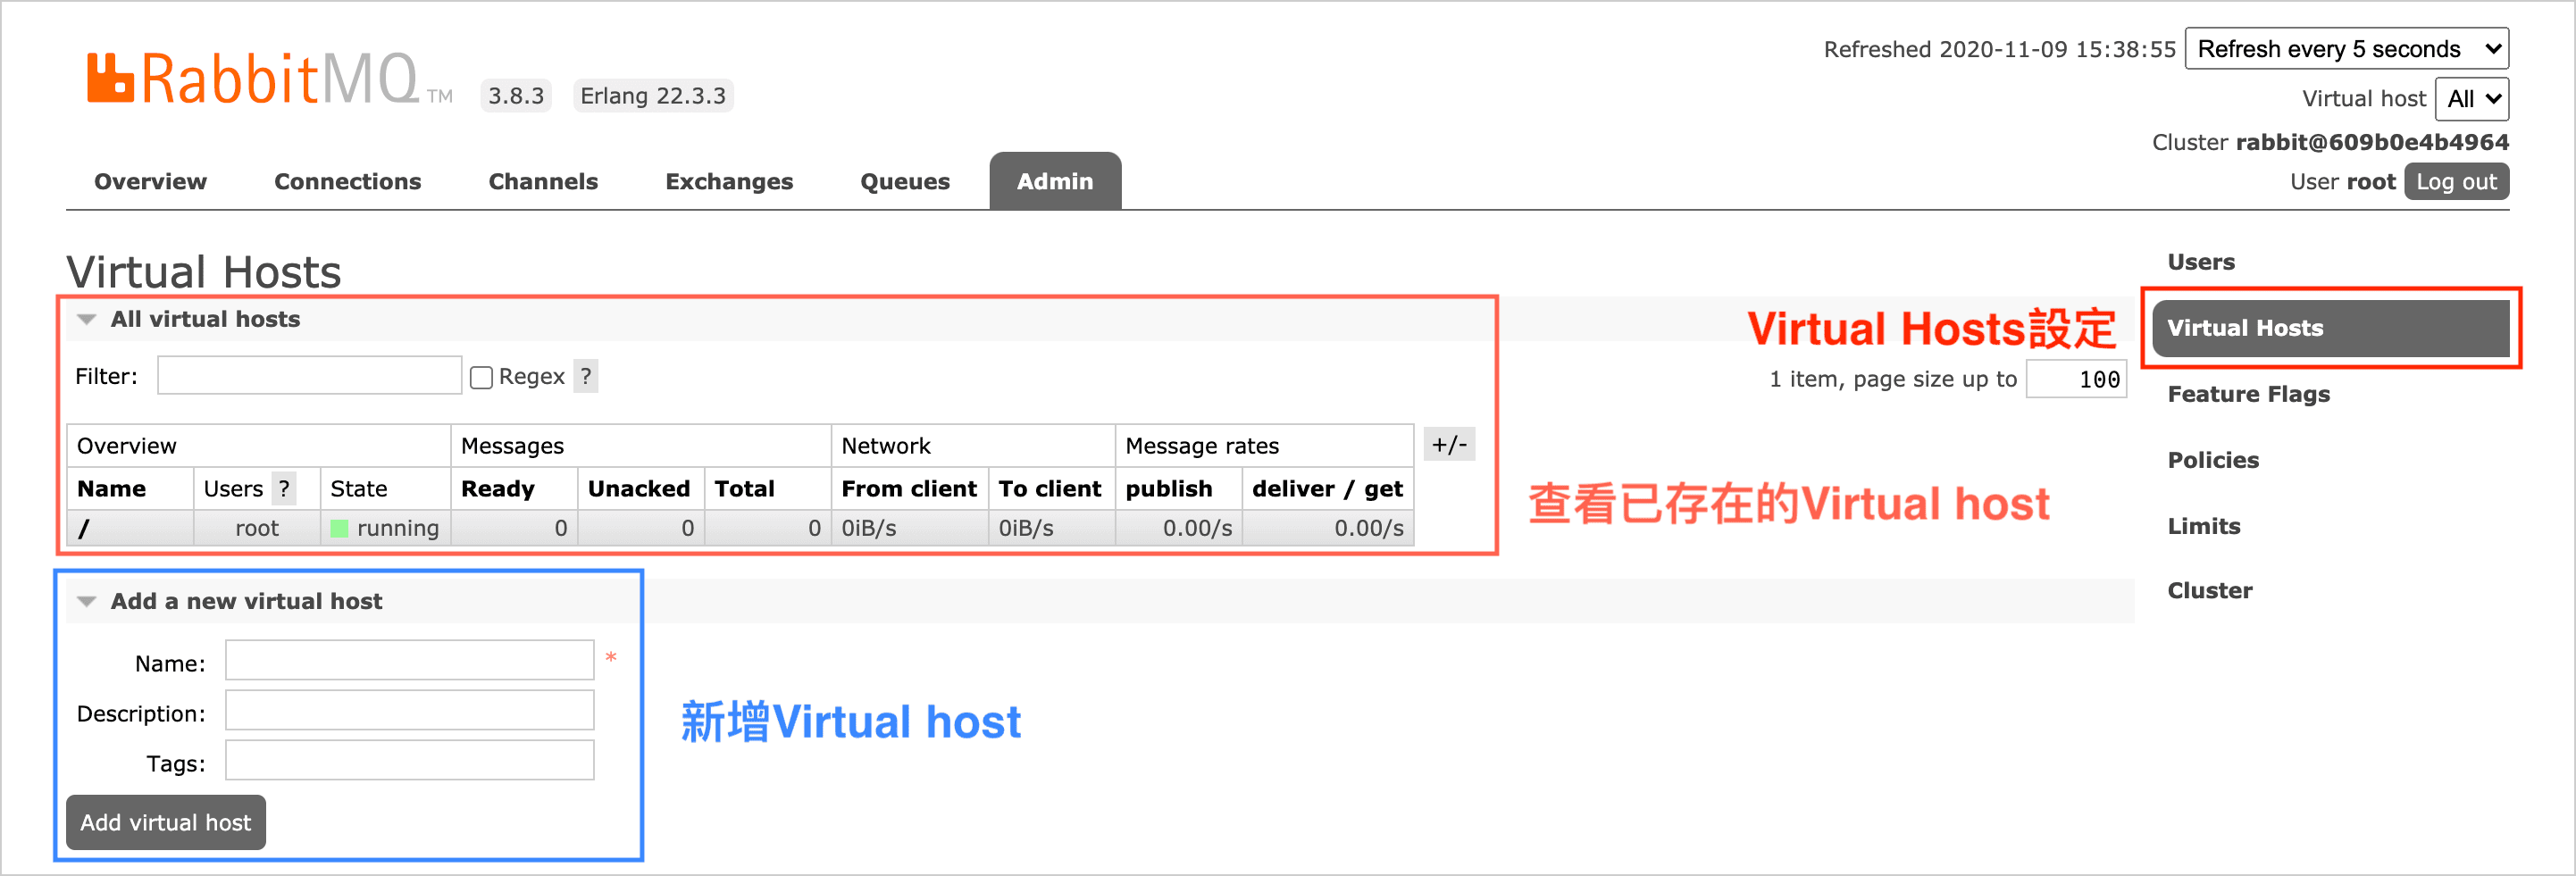 RabbitMQ TM 3.8.3 Erlang 22.3.3
Refreshed 2020-11-09 15:38:55 Refresh every 5 seconds
Virtual host All
Cluster rabbit@609b0e4b4964
User root Log out
Overview Connections Channels Exchanges Queues Admin
Virtual Hosts
All virtual hosts
Filter: Regex ?
Virtual Hosts設定
1 item, page size up to 100
Overview Messages Network Message rates +/-
Name Users ? State Ready Unacked Total From client To client publish deliver / get
/ root running 0 0 0 0iB/s 0iB/s 0.00/s 0.00/s
查看已存在的Virtual host
Add a new virtual host
Name: *
Description:
Tags:
Add virtual host
新增Virtual host
Users
Virtual Hosts
Feature Flags
Policies
Limits
Cluster